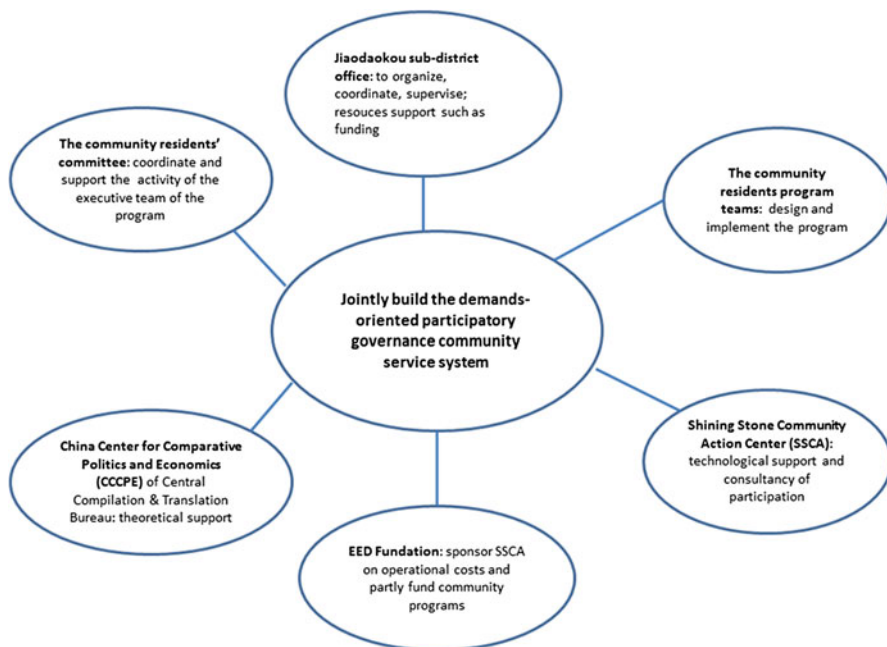 Jiaodaokou sub-district
office: to organize,
coordinate, supervise;
resouces support such as
funding
The community residents'
committee: coordinate and
support the activity of the
executive team of the
program
The community
residents program
teams: design and
implement the program
Jointly build the demands-
oriented participatory
governance community
service system
China Center for Comparative
Politics and Economics
(CCCPE) of Central
Compilation & Translation
Bureau: theoretical support
Shining Stone Community
Action Center (SSCA):
technological support and
consultancy of
participation
EED Fundation: sponsor SSCA
on operational costs and
partly fund community
programs